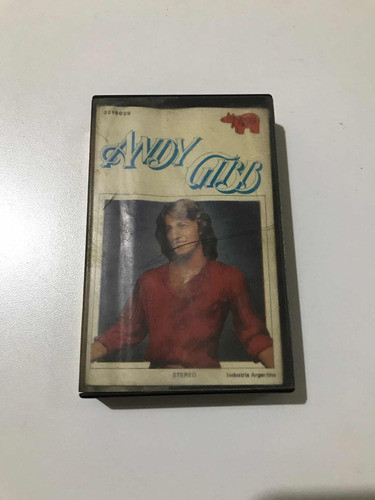 ANDY
GIBB
STEREO
Industria Argentina